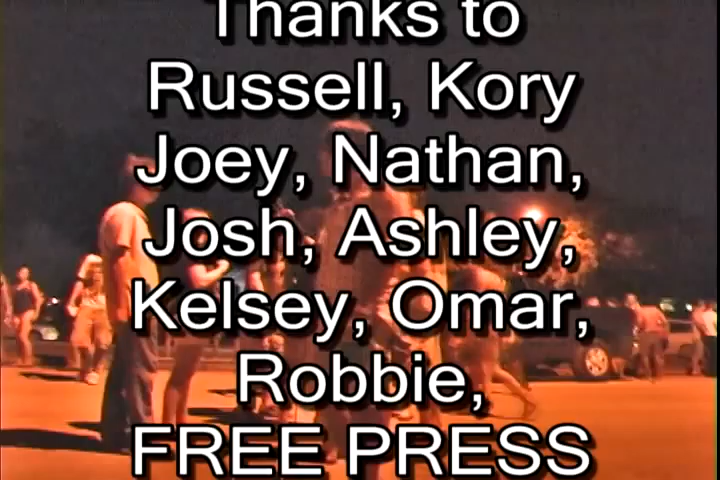 Thanks to
Russell, Kory
Joey, Nathan,
Josh, Ashley,
Kelsey, Omar,
Robbie,
FREE PRESS